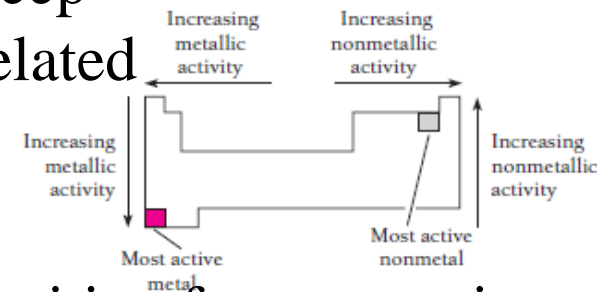 elated
Increasing
metallic
activity
Increasing
nonmetallic
activity
Increasing
metallic
activity
Increasing
nonmetallic
activity
Most active
metal
Most active
nonmetal